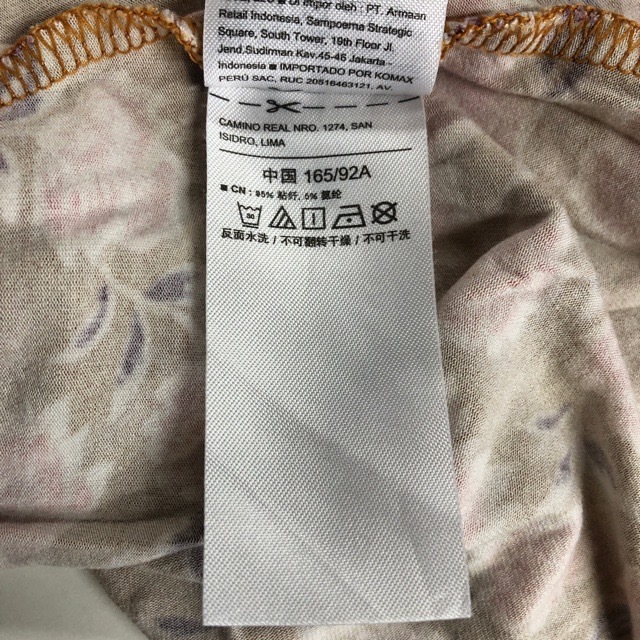 Di impor oleh : PT. Armaan
Retail Indonesia, Sampoerna Strategic
Square, South Tower, 19th Floor Jl.
Jend.Sudirman Kav.45-46 Jakarta -
Indonesia ■ IMPORTADO POR KOMAX
PERÚ SAC, RUC 20516463121, AV.
CAMINO REAL NRO. 1274, SAN
ISIDRO, LIMA
中国 165/92A
■ CN : 95% 粘纤, 5% 氨纶
反面水洗 / 不可翻转干燥 / 不可干洗